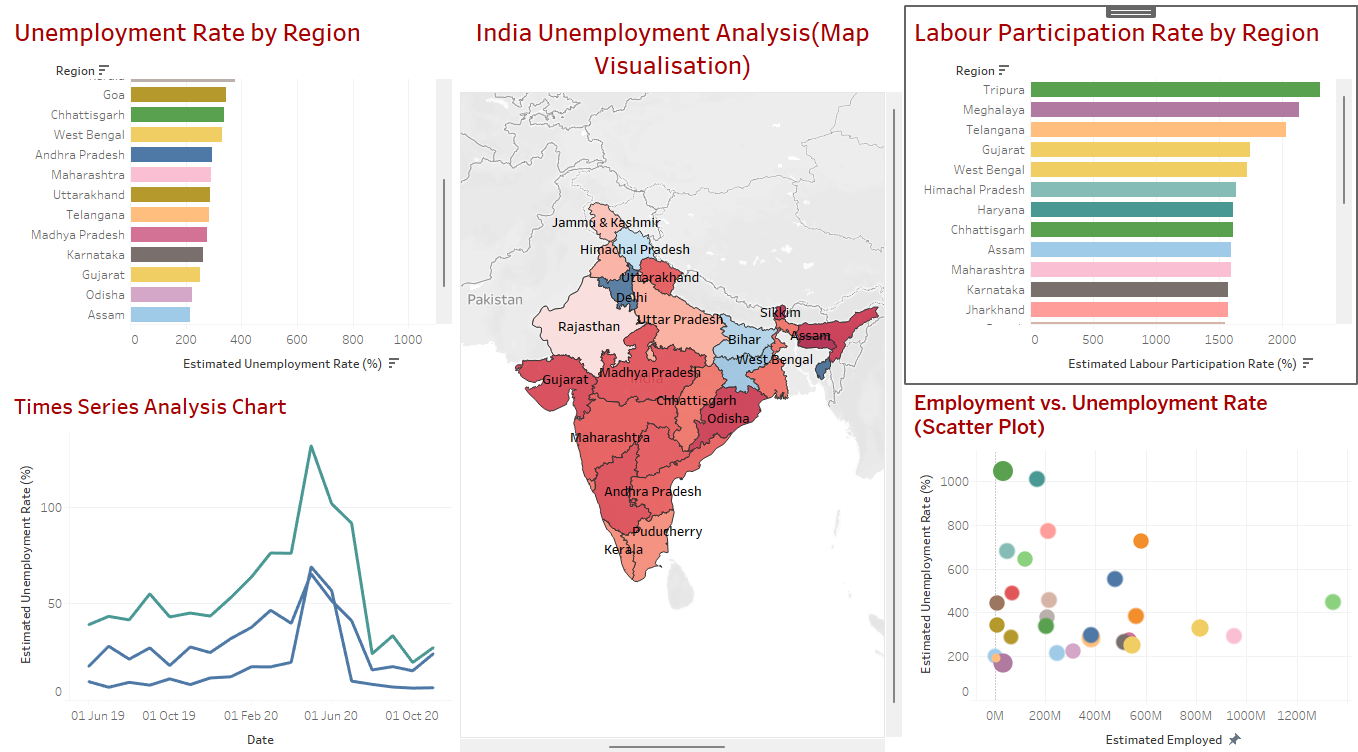 Unemployment Rate by Region
Region
Kerala
Goa
Chhattisgarh
West Bengal
Andhra Pradesh
Maharashtra
Uttarakhand
Telangana
Madhya Pradesh
Karnataka
Gujarat
Odisha
Assam
0 200 400 600 800 1000
Estimated Unemployment Rate (%)
India Unemployment Analysis(Map
Visualisation)
Jammu & Kashmir
Himachal Pradesh
Uttarakhand
Pakistan
Delhi
Sikkim
Uttar Pradesh
Rajasthan
Assam
Bihar
West Bengal
Madhya Pradesh
Gujarat
India
Chhattisgarh
Odisha
Maharashtra
Andhra Pradesh
Puducherry
Kerala
Labour Participation Rate by Region
Region
Tripura
Meghalaya
Telangana
Gujarat
West Bengal
Himachal Pradesh
Haryana
Chhattisgarh
Assam
Maharashtra
Karnataka
Jharkhand
0 500 1000 1500 2000
Estimated Labour Participation Rate (%)
Times Series Analysis Chart
Estimated Unemployment Rate (%)
100
50
0
01 Jun 19 01 Oct 19 01 Feb 20 01 Jun 20 01 Oct 20
Date
Employment vs. Unemployment Rate
(Scatter Plot)
Estimated Unemployment Rate (%)
1000
800
600
400
200
0
0M 200M 400M 600M 800M 1000M 1200M
Estimated Employed